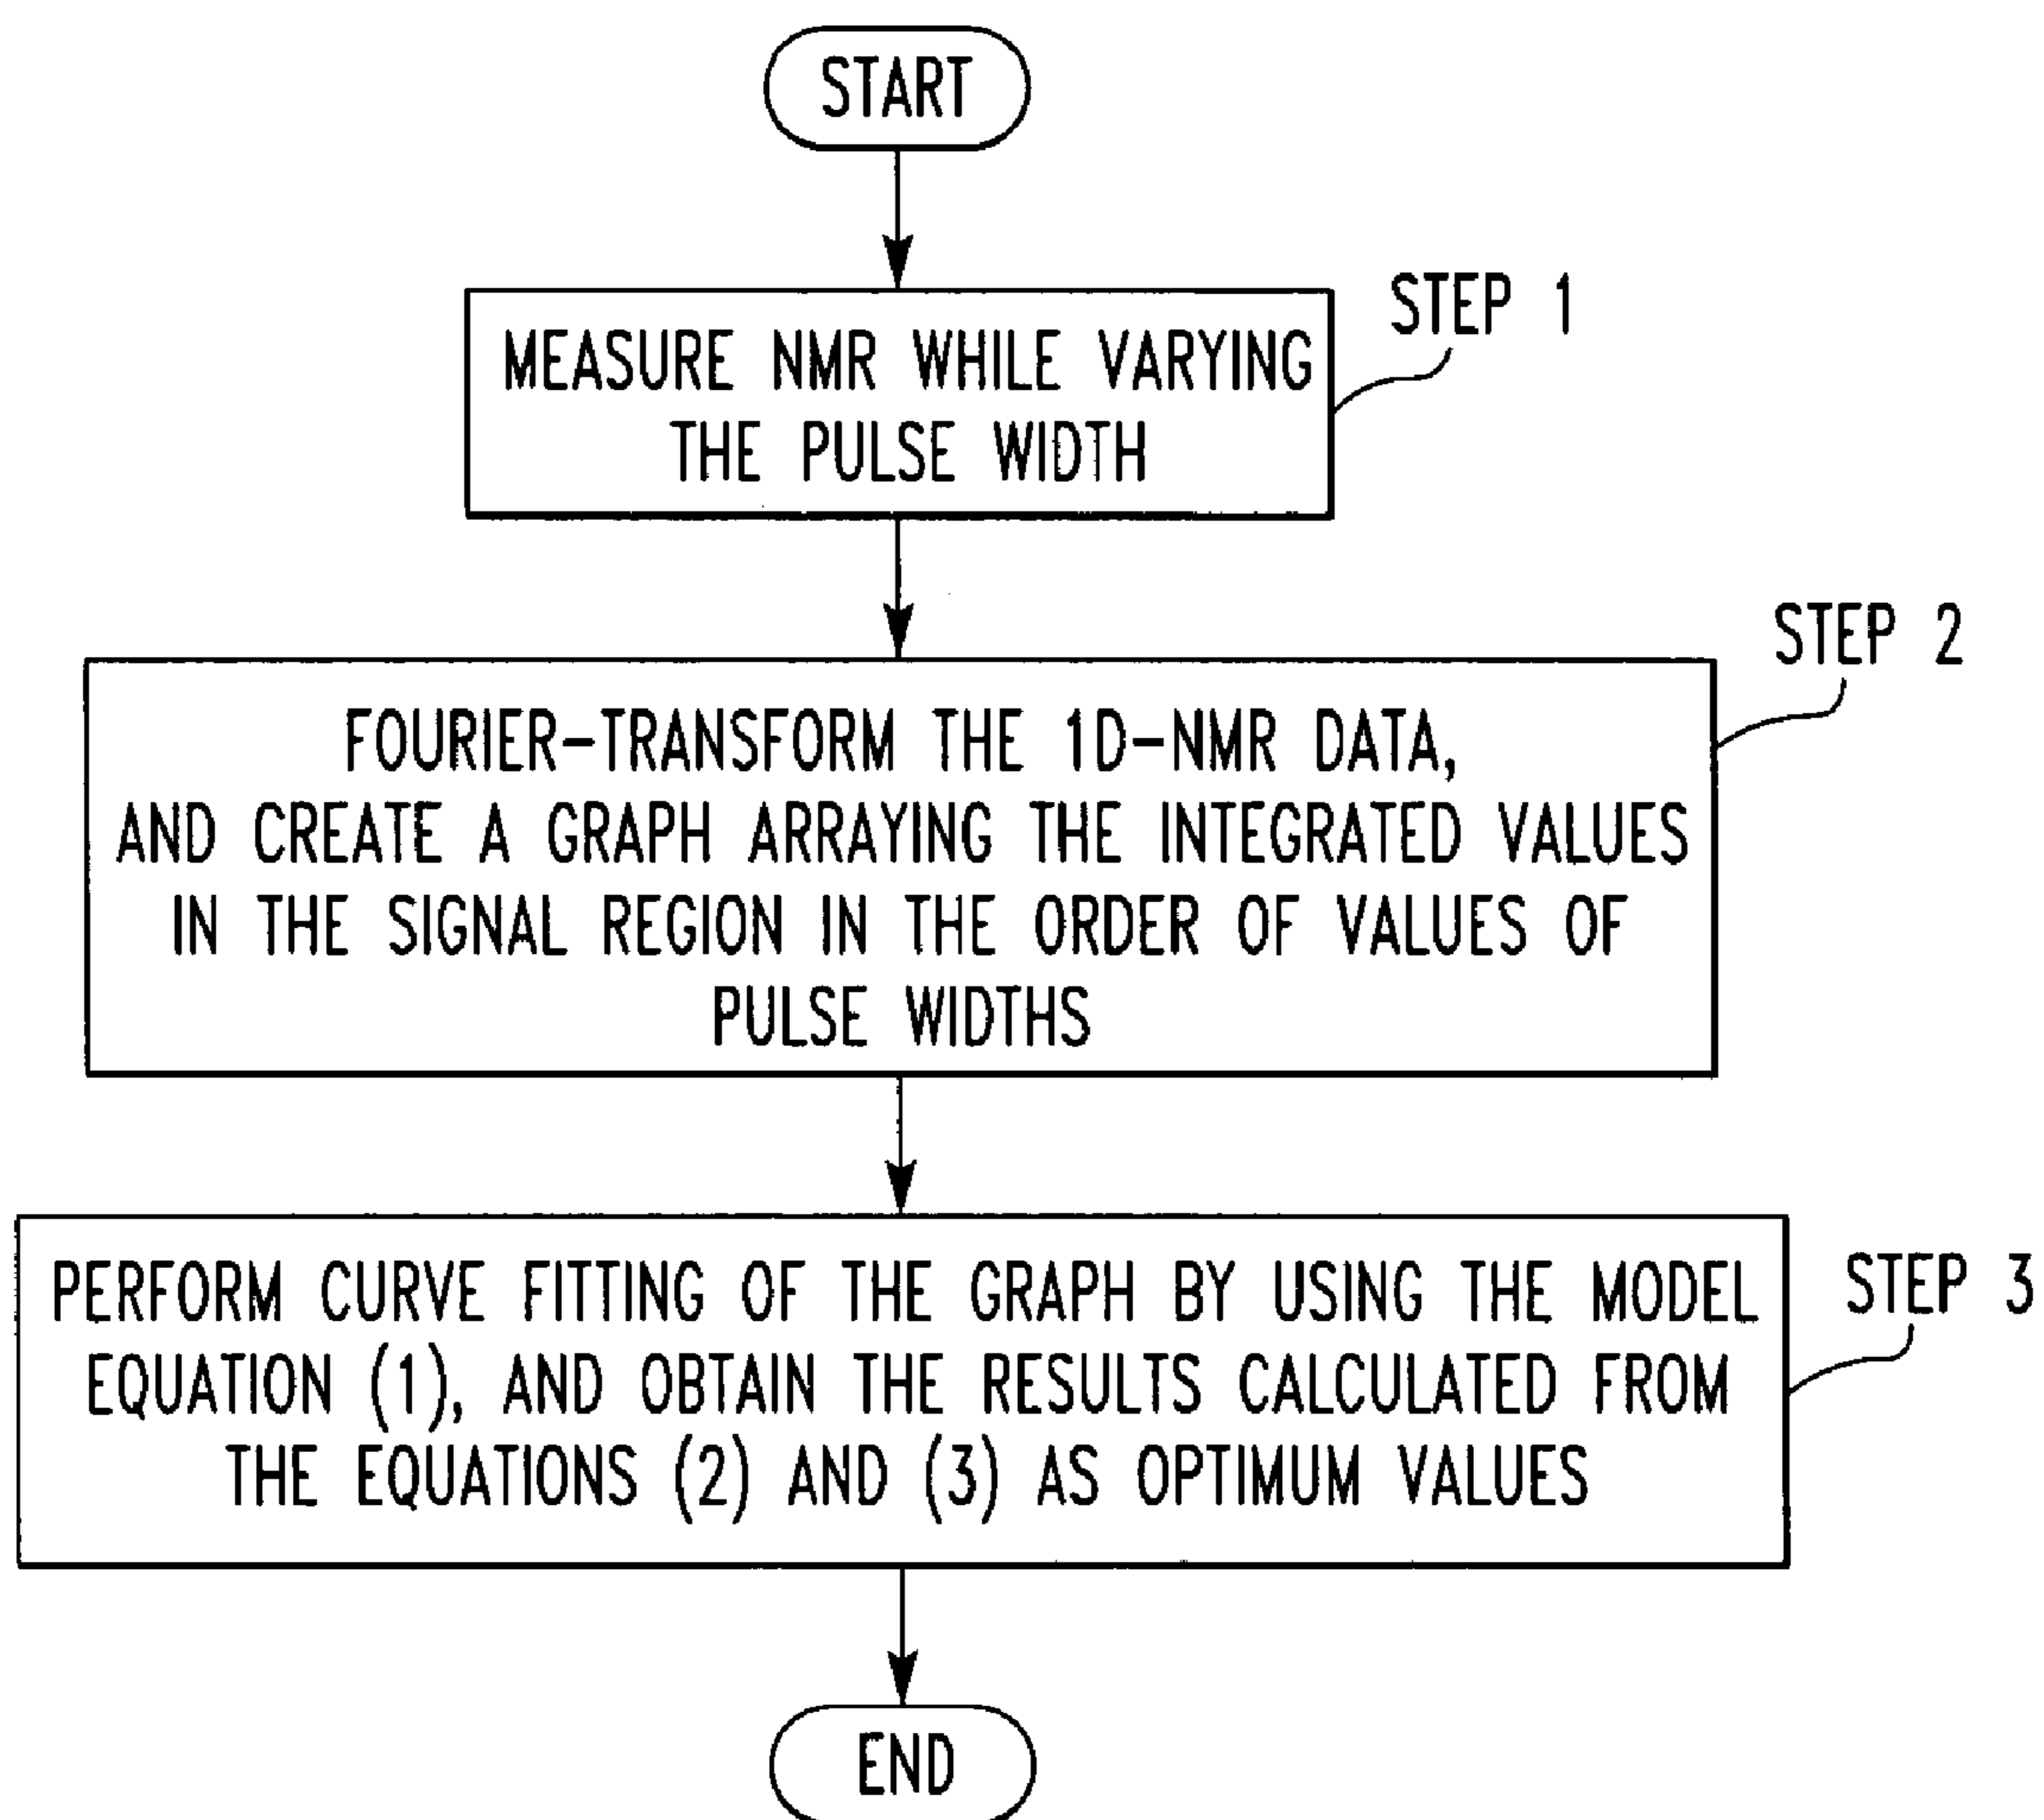 START
MEASURE NMR WHILE VARYING
THE PULSE WIDTH
STEP 1
FOURIER-TRANSFORM THE 1D-NMR DATA,
AND CREATE A GRAPH ARRAYING THE INTEGRATED VALUES
IN THE SIGNAL REGION IN THE ORDER OF VALUES OF
PULSE WIDTHS
STEP 2
PERFORM CURVE FITTING OF THE GRAPH BY USING THE MODEL
EQUATION (1), AND OBTAIN THE RESULTS CALCULATED FROM
THE EQUATIONS (2) AND (3) AS OPTIMUM VALUES
STEP 3
END